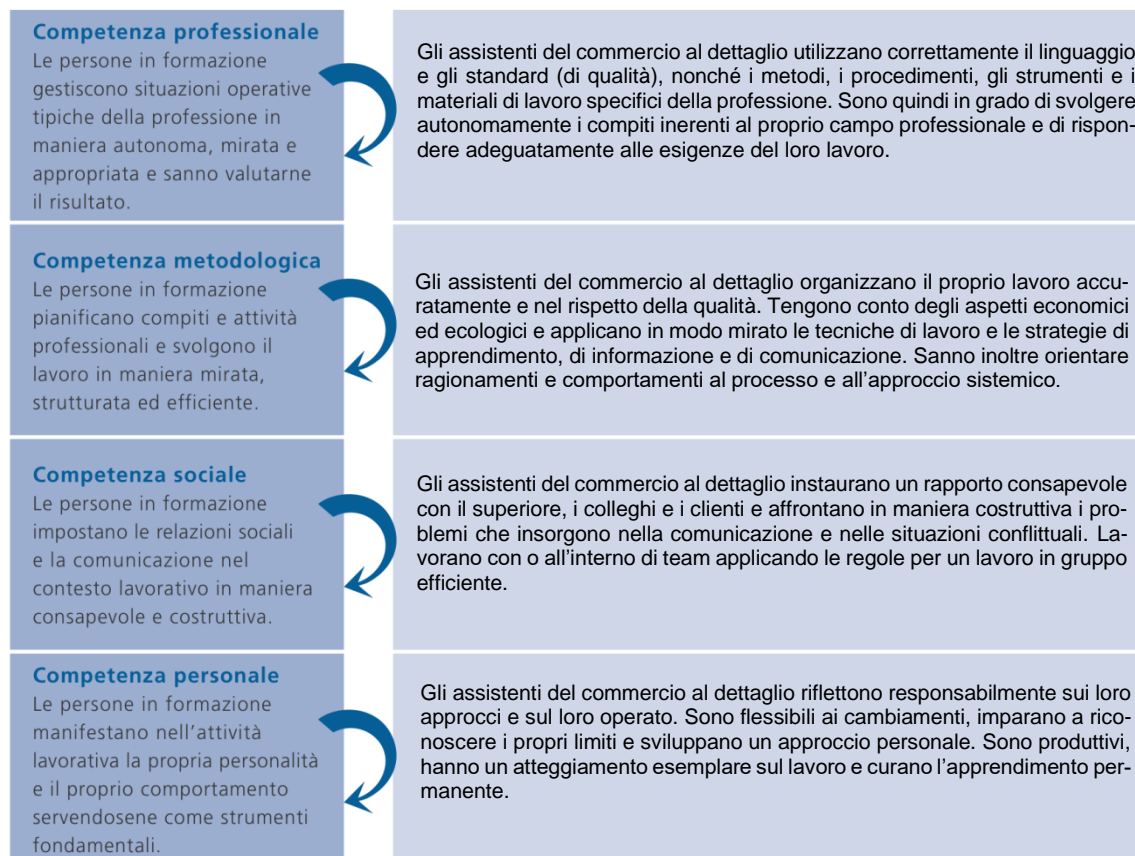 Competenza professionale
Le persone in formazione
gestiscono situazioni operative
tipiche della professione in
maniera autonoma, mirata e
appropriata e sanno valutarne
il risultato.
Gli assistenti del commercio al dettaglio utilizzano correttamente il linguaggio
e gli standard (di qualità), nonché i metodi, i procedimenti, gli strumenti e i
materiali di lavoro specifici della professione. Sono quindi in grado di svolgere
autonomamente i compiti inerenti al proprio campo professionale e di rispon-
dere adeguatamente alle esigenze del loro lavoro.
Competenza metodologica
Le persone in formazione
pianificano compiti e attività
professionali e svolgono il
lavoro in maniera mirata,
strutturata ed efficiente.
Gli assistenti del commercio al dettaglio organizzano il proprio lavoro accu-
ratamente e nel rispetto della qualità. Tengono conto degli aspetti economici
ed ecologici e applicano in modo mirato le tecniche di lavoro e le strategie di
apprendimento, di informazione e di comunicazione. Sanno inoltre orientare
ragionamenti e comportamenti al processo e all'approccio sistemico.
Competenza sociale
Le persone in formazione
impostano le relazioni sociali
e la comunicazione nel
contesto lavorativo in maniera
consapevole e costruttiva.
Gli assistenti del commercio al dettaglio instaurano un rapporto consapevole
con il superiore, i colleghi e i clienti e affrontano in maniera costruttiva i pro-
blemi che insorgono nella comunicazione e nelle situazioni conflittuali. La-
vorano con o all'interno di team applicando le regole per un lavoro in gruppo
efficiente.
Competenza personale
Le persone in formazione
manifestano nell'attività
lavorativa la propria personalità
e il proprio comportamento
servendosene come strumenti
fondamentali.
Gli assistenti del commercio al dettaglio riflettono responsabilmente sui loro
approcci e sul loro operato. Sono flessibili ai cambiamenti, imparano a rico-
noscere i propri limiti e sviluppano un approccio personale. Sono produttivi,
hanno un atteggiamento esemplare sul lavoro e curano l'apprendimento per-
manente.